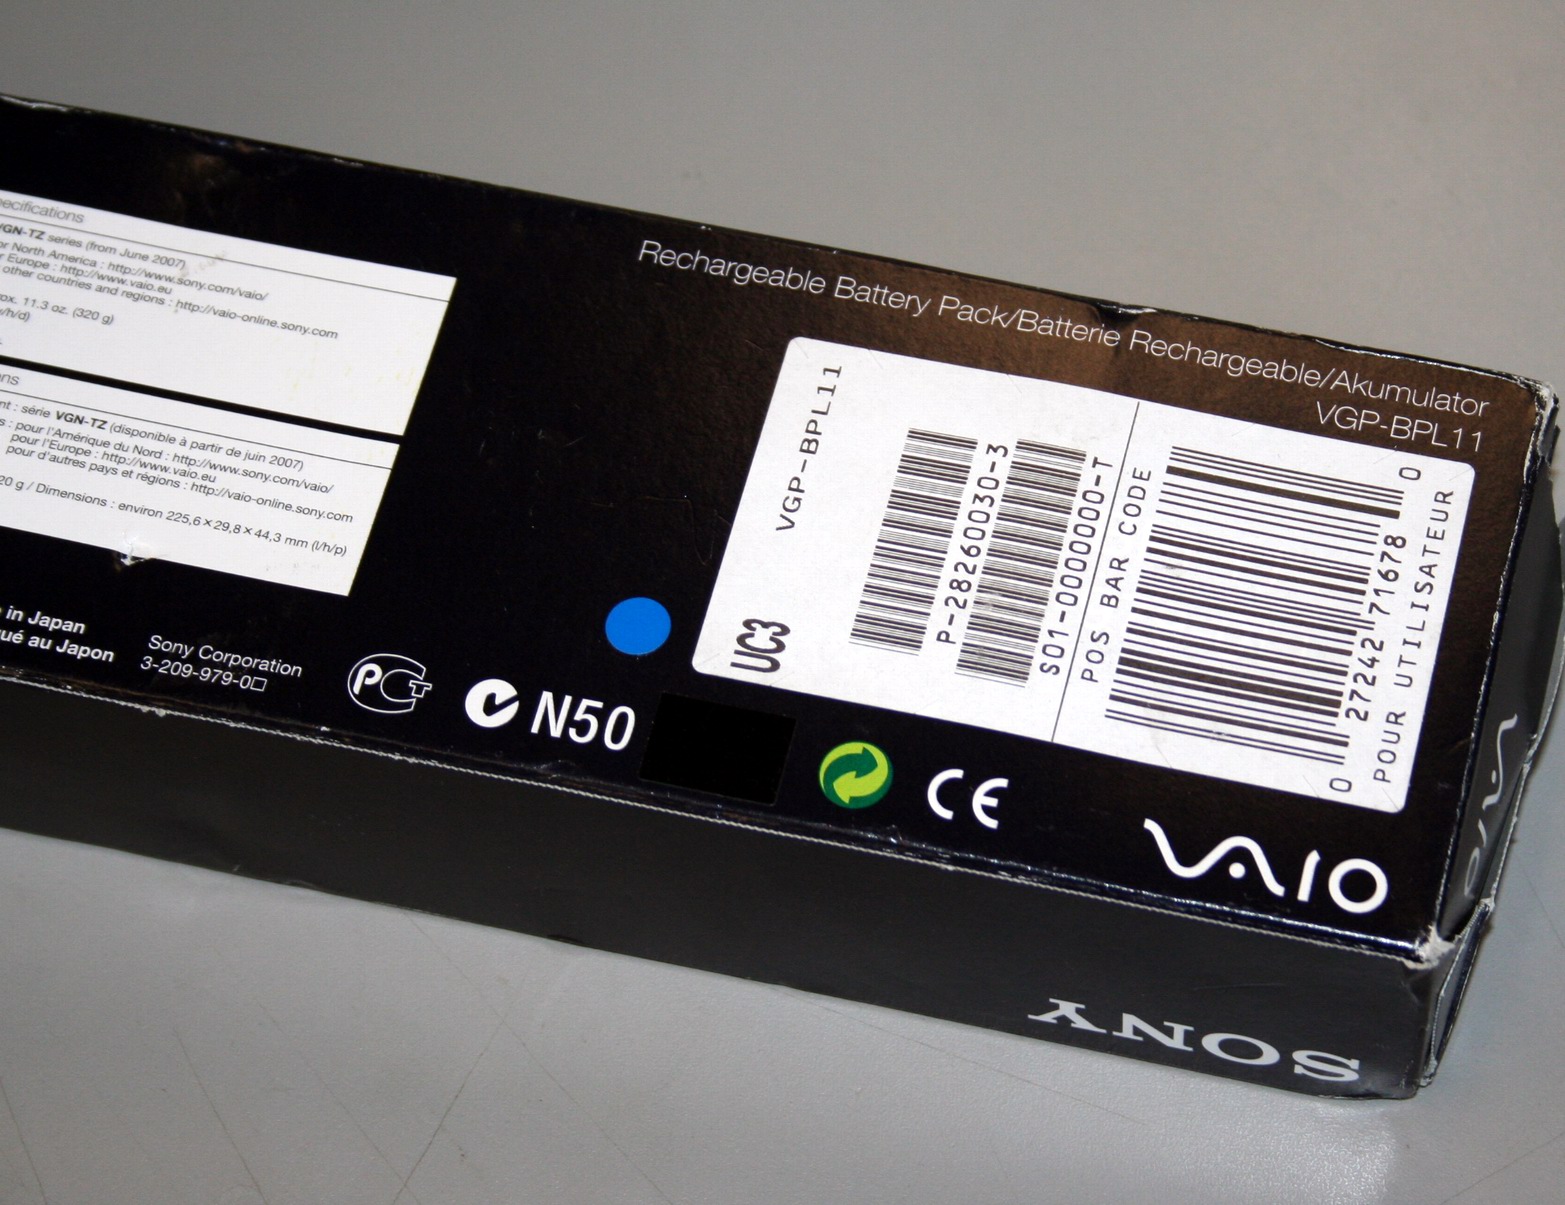 ecifications
VGN-TZ series (from June 2007)
or North America : http://www.sony.com/vaio/
r Europe : http://www.vaio.eu
other countries and regions : http://vaio-online.sony.com
ox. 11.3 oz. (320 g)
/h/d)
ns
nt : série VGN-TZ (disponible à partir de juin 2007)
s : pour l'Amérique du Nord : http://www.sony.com/vaio/
pour l'Europe : http://www.vaio.eu
pour d'autres pays et régions : http://vaio-online.sony.com
20 g / Dimensions : environ 225,6 × 29,8 × 44,3 mm (l/h/p)
in Japan
ué au Japon
Sony Corporation
3-209-979-0□
PCT
N50
CE
Rechargeable Battery Pack/Batterie Rechargeable/Akumulator
VGP-BPL11
VGP-BPL11
UC3
P-28260030-3
S01-0000000-T
POS BAR CODE
0 27242 71678 0
POUR UTILISATEUR
VAIO
VAIO
SONY